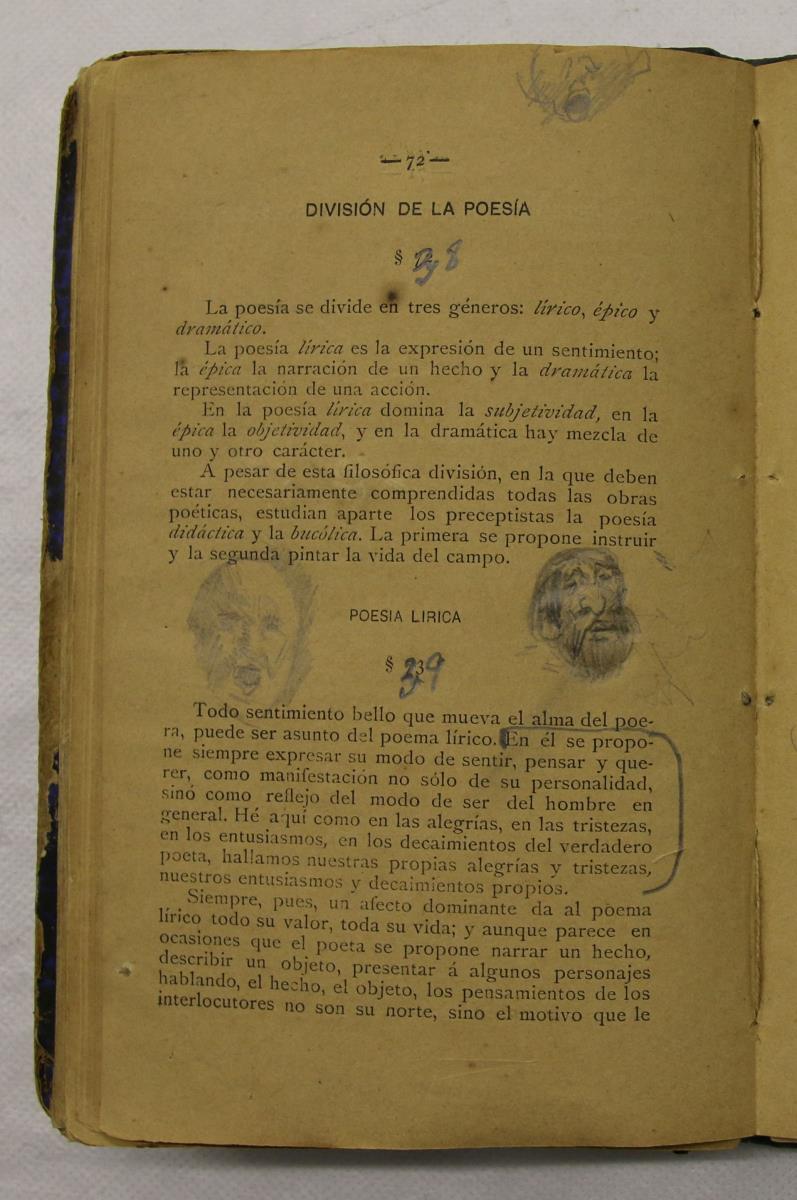 — 72 —
DIVISIÓN DE LA POESÍA
§ 38
La poesía se divide en tres géneros: lírico, épico y
dramático.
La poesía lírica es la expresión de un sentimiento;
la épica la narración de un hecho y la dramática la
representación de una acción.
En la poesía lírica domina la subjetividad, en la
épica la objetividad, y en la dramática hay mezcla de
uno y otro carácter.
A pesar de esta filosófica división, en la que deben
estar necesariamente comprendidas todas las obras
poéticas, estudian aparte los preceptistas la poesía
didáctica y la bucólica. La primera se propone instruir
y la segunda pintar la vida del campo.
POESIA LIRICA
§ 39
Todo sentimiento bello que mueva el alma del poe-
ra, puede ser asunto del poema lírico. En él se propo-
ne siempre expresar su modo de sentir, pensar y que-
rer, como manifestación no sólo de su personalidad,
sino como reflejo del modo de ser del hombre en
general. Hé aquí como en las alegrías, en las tristezas,
en los entusiasmos, en los decaimientos del verdadero
poeta, hallamos nuestras propias alegrías y tristezas,
nuestros entusiasmos y decaimientos propios.
Siempre, pues, un afecto dominante da al poema
lírico todo su valor, toda su vida; y aunque parece en
ocasiones que el poeta se propone narrar un hecho,
describir un objeto, presentar á algunos personajes
hablando, el hecho, el objeto, los pensamientos de los
interlocutores no son su norte, sino el motivo que le